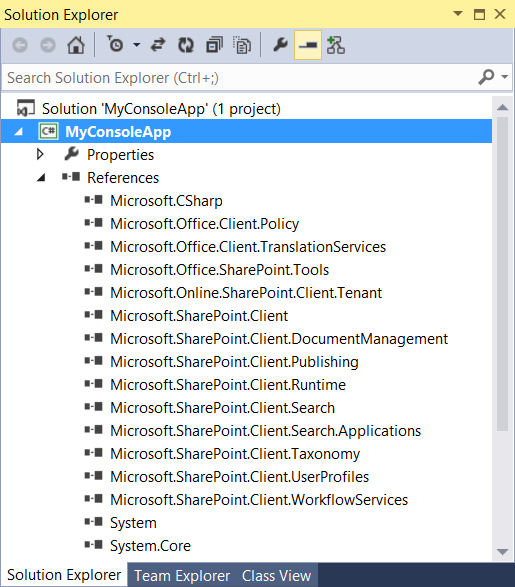 Solution Explorer
Search Solution Explorer (Ctrl+;)
Solution 'MyConsoleApp' (1 project)
C# MyConsoleApp
Properties
References
Microsoft.CSharp
Microsoft.Office.Client.Policy
Microsoft.Office.Client.TranslationServices
Microsoft.Office.SharePoint.Tools
Microsoft.Online.SharePoint.Client.Tenant
Microsoft.SharePoint.Client
Microsoft.SharePoint.Client.DocumentManagement
Microsoft.SharePoint.Client.Publishing
Microsoft.SharePoint.Client.Runtime
Microsoft.SharePoint.Client.Search
Microsoft.SharePoint.Client.Search.Applications
Microsoft.SharePoint.Client.Taxonomy
Microsoft.SharePoint.Client.UserProfiles
Microsoft.SharePoint.Client.WorkflowServices
System
System.Core
Solution Explorer Team Explorer Class View